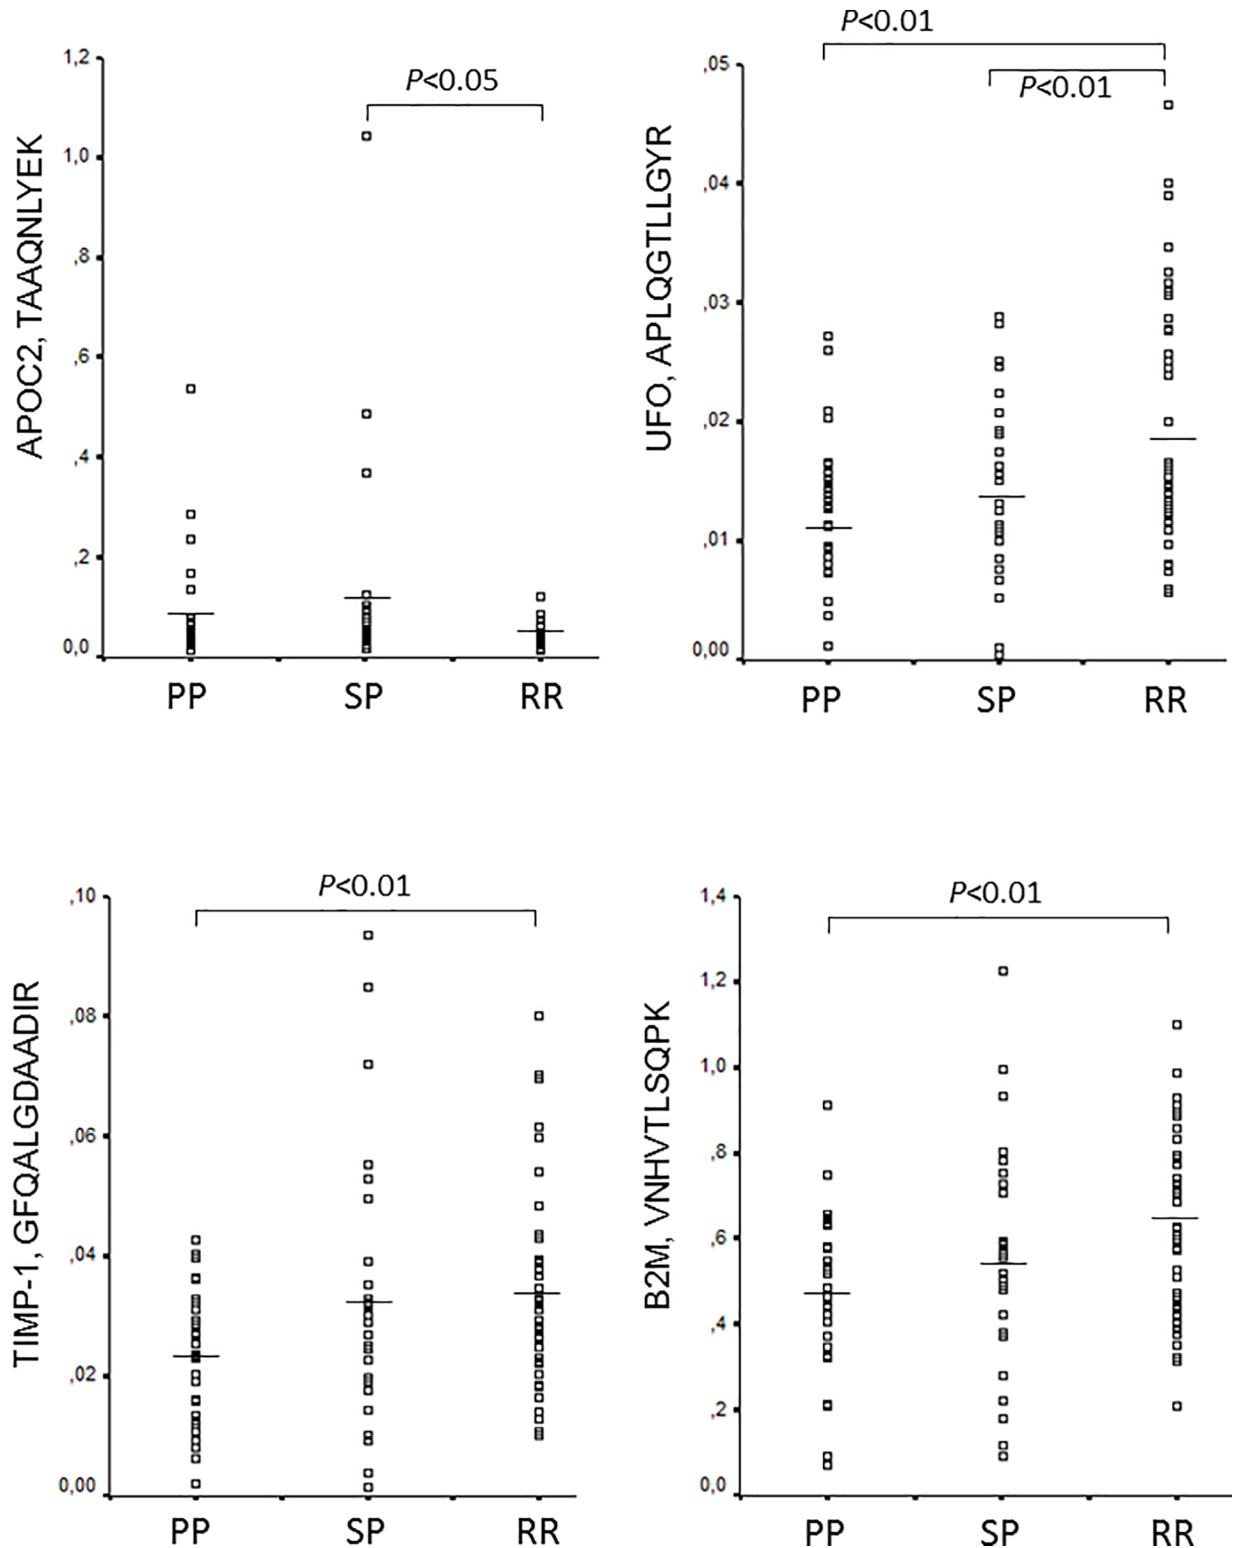 P<0.05
1,2
1,0
,8
,6
,4
,2
0,0
APOC2, TAAQNLYEK
PP SP RR
P<0.01
P<0.01
,05
,04
,03
,02
,01
0,00
UFO, APLQGTLLGYR
PP SP RR
P<0.01
,10
,08
,06
,04
,02
0,00
TIMP-1, GFQALGDAADIR
PP SP RR
P<0.01
1,4
1,2
1,0
,8
,6
,4
,2
0,0
B2M, VNHVTLSQPK
PP SP RR